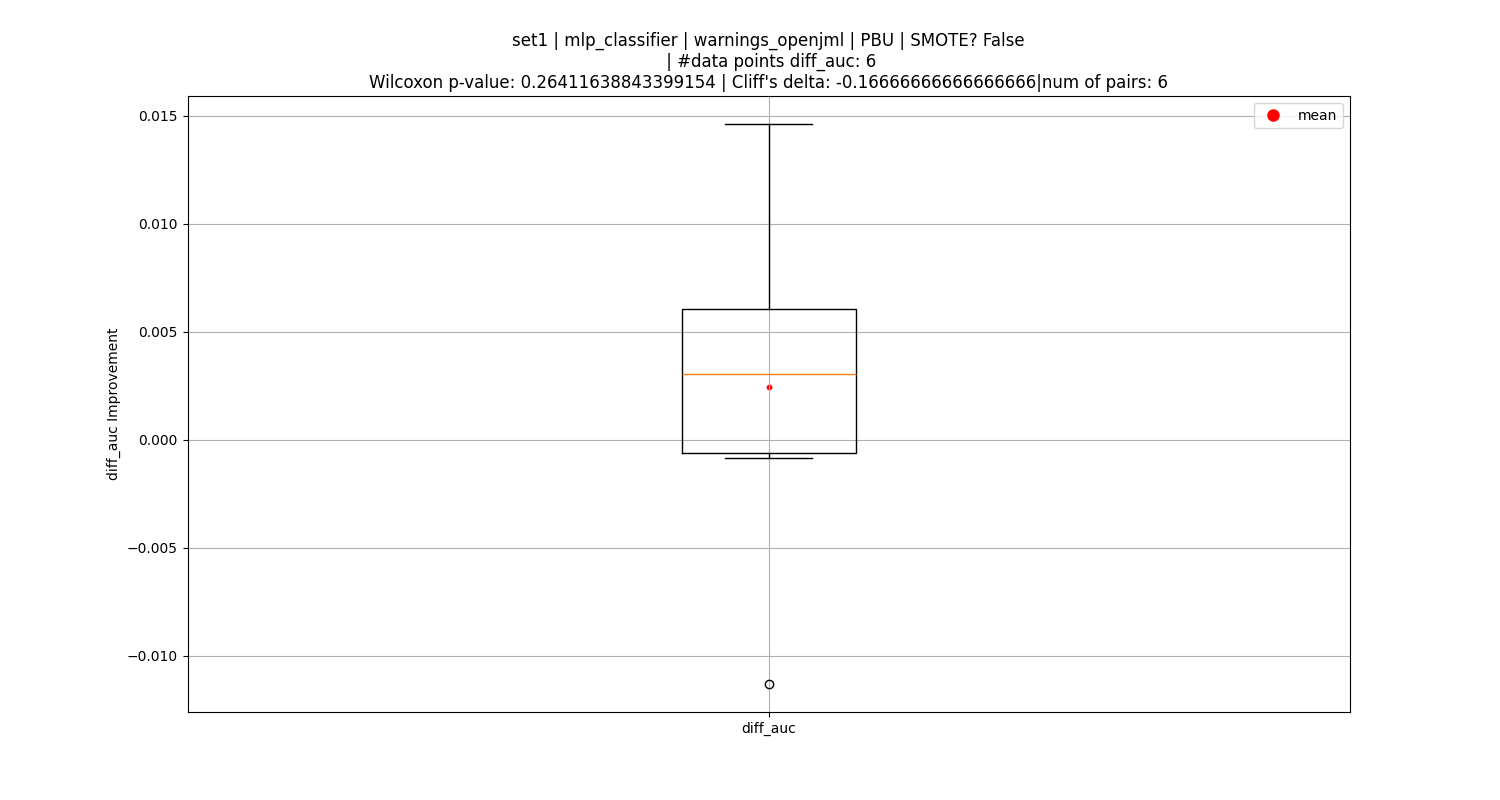 set1 | mlp_classifier | warnings_openjml | PBU | SMOTE? False
| #data points diff_auc: 6
Wilcoxon p-value: 0.26411638843399154 | Cliff's delta: -0.16666666666666666|num of pairs: 6
mean
0.015
0.010
0.005
0.000
−0.005
−0.010
diff_auc Improvement
diff_auc